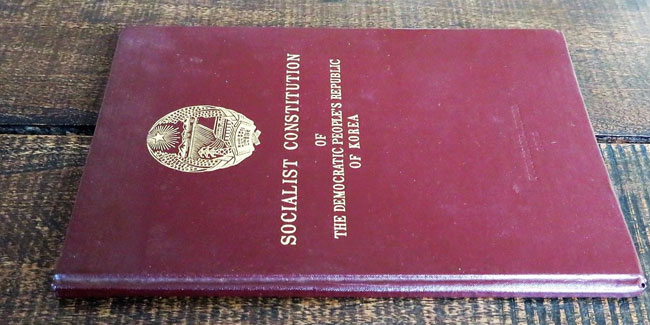 SOCIALIST CONSTITUTION
OF
THE DEMOCRATIC PEOPLE'S REPUBLIC
OF KOREA